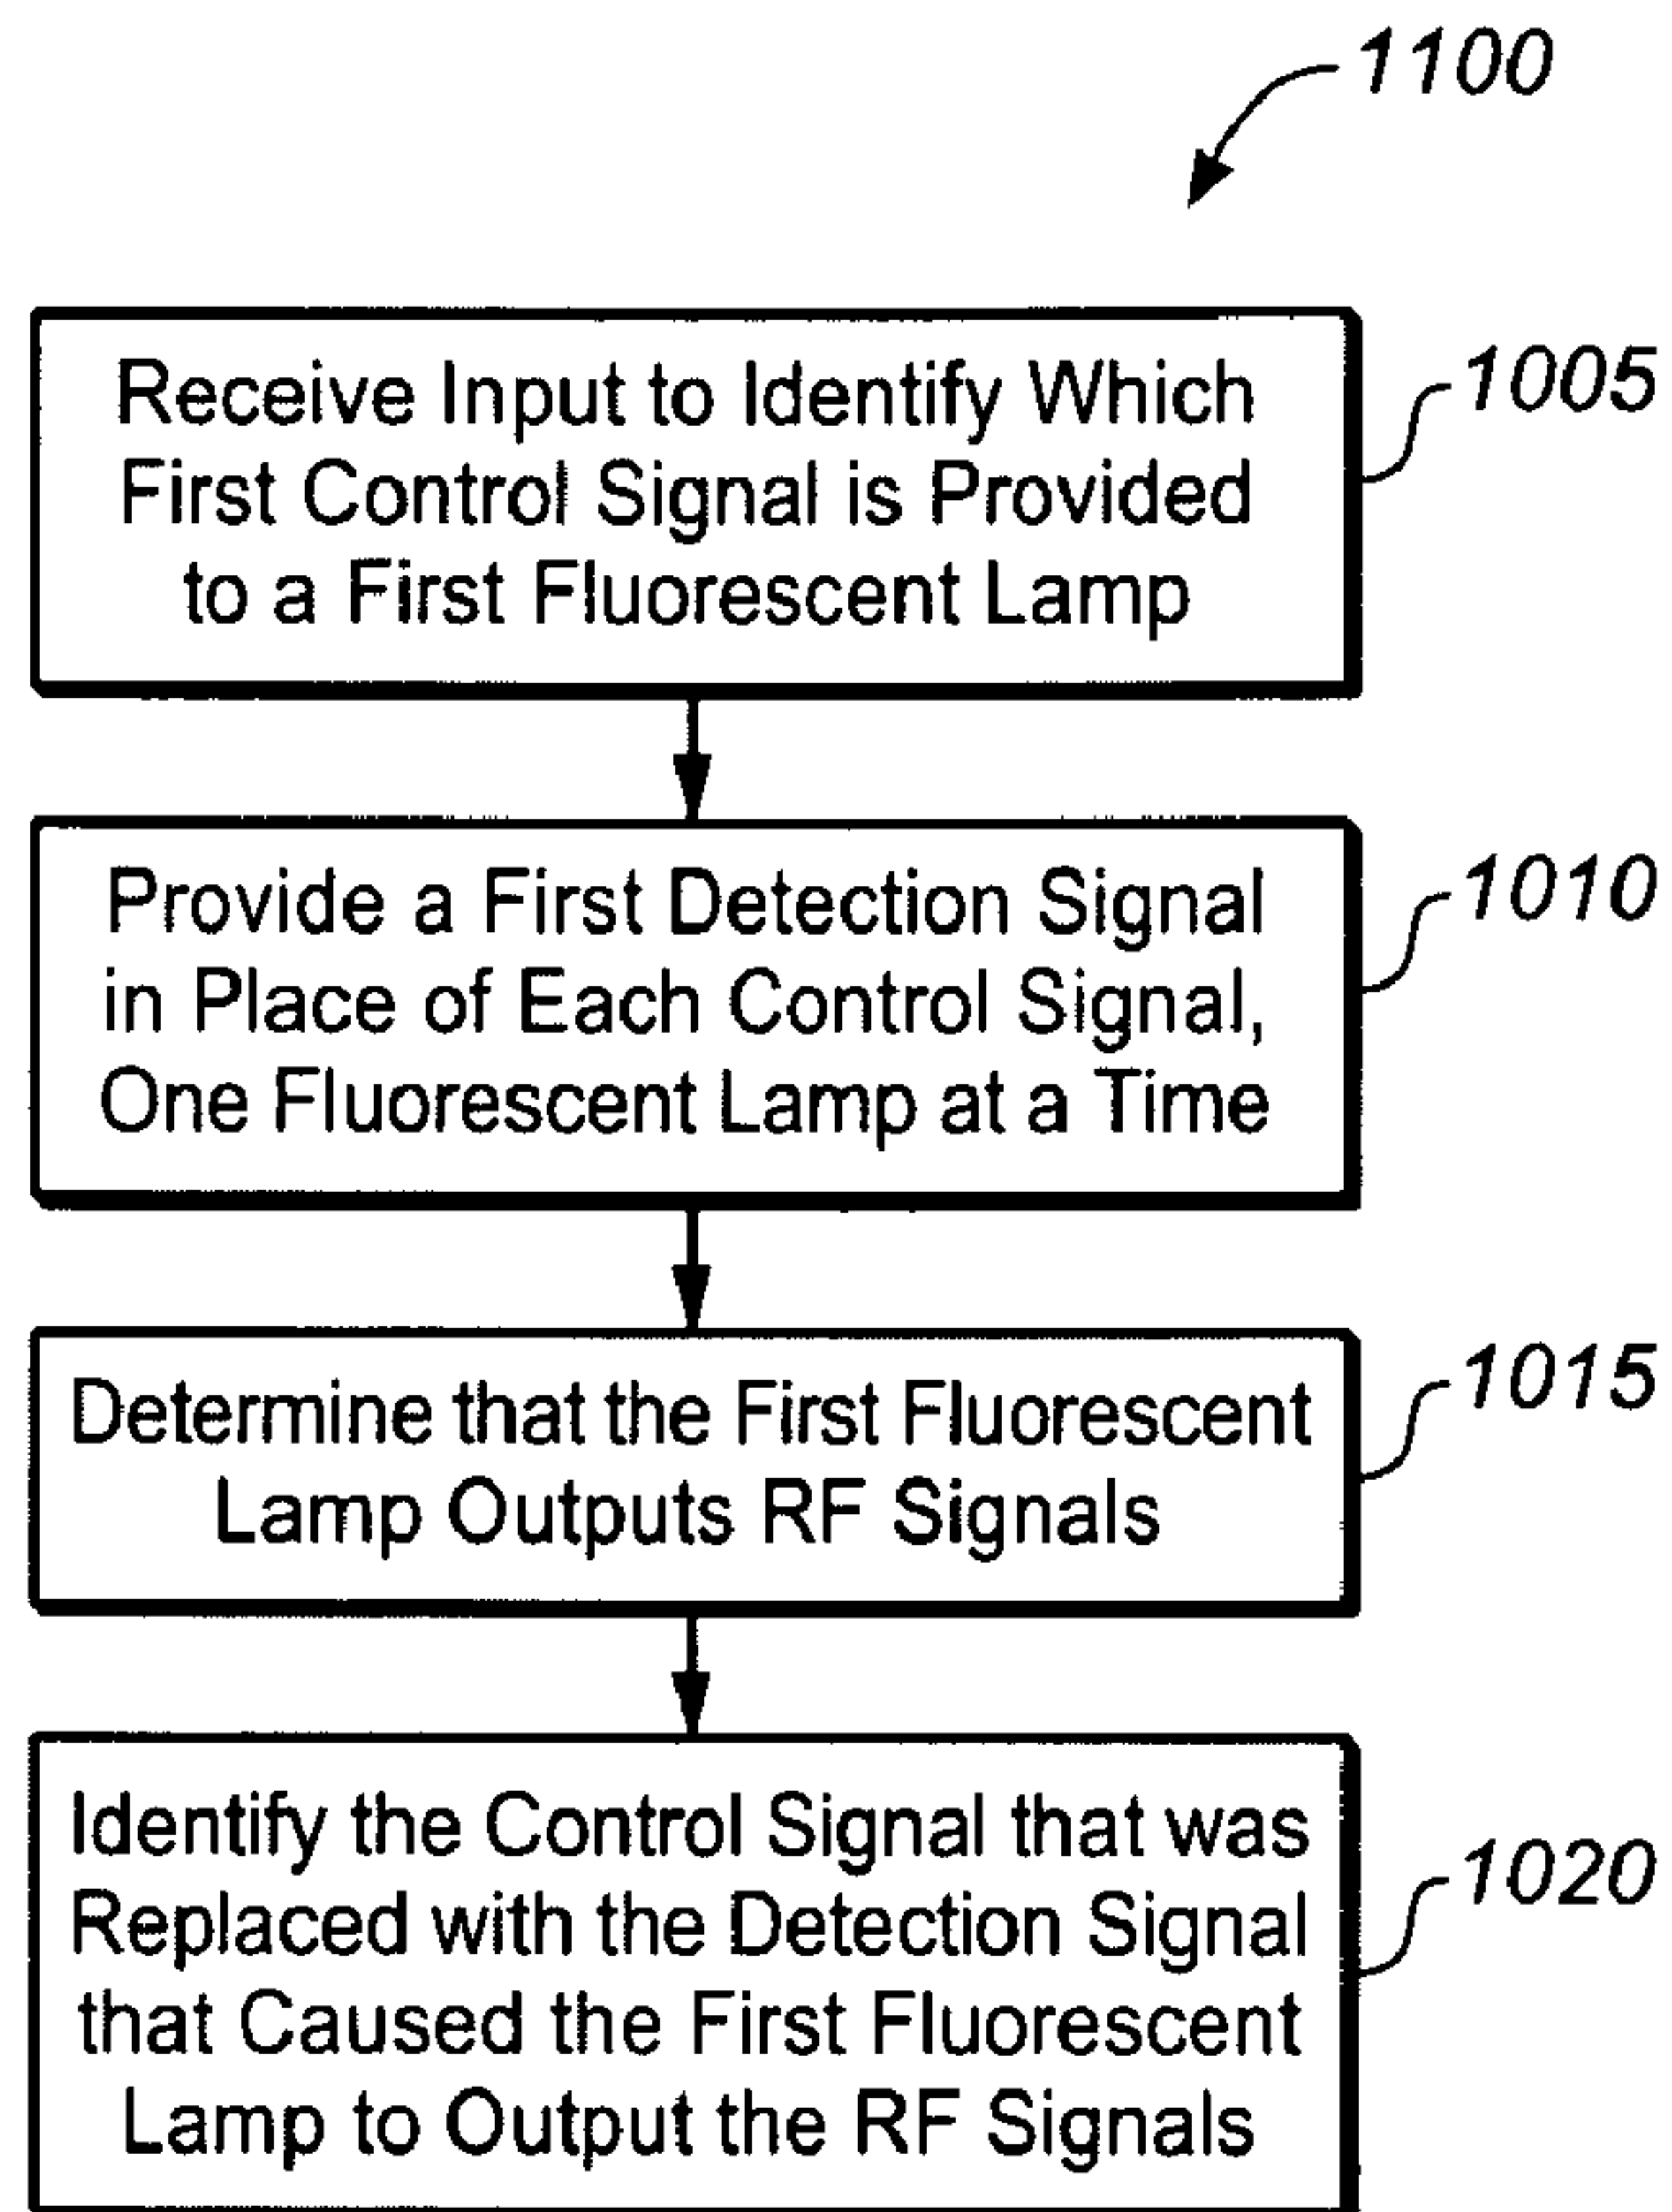 1100
Receive Input to Identify Which
First Control Signal is Provided
to a First Fluorescent Lamp
1005
Provide a First Detection Signal
in Place of Each Control Signal,
One Fluorescent Lamp at a Time
1010
Determine that the First Fluorescent
Lamp Outputs RF Signals
1015
Identify the Control Signal that was
Replaced with the Detection Signal
that Caused the First Fluorescent
Lamp to Output the RF Signals
1020